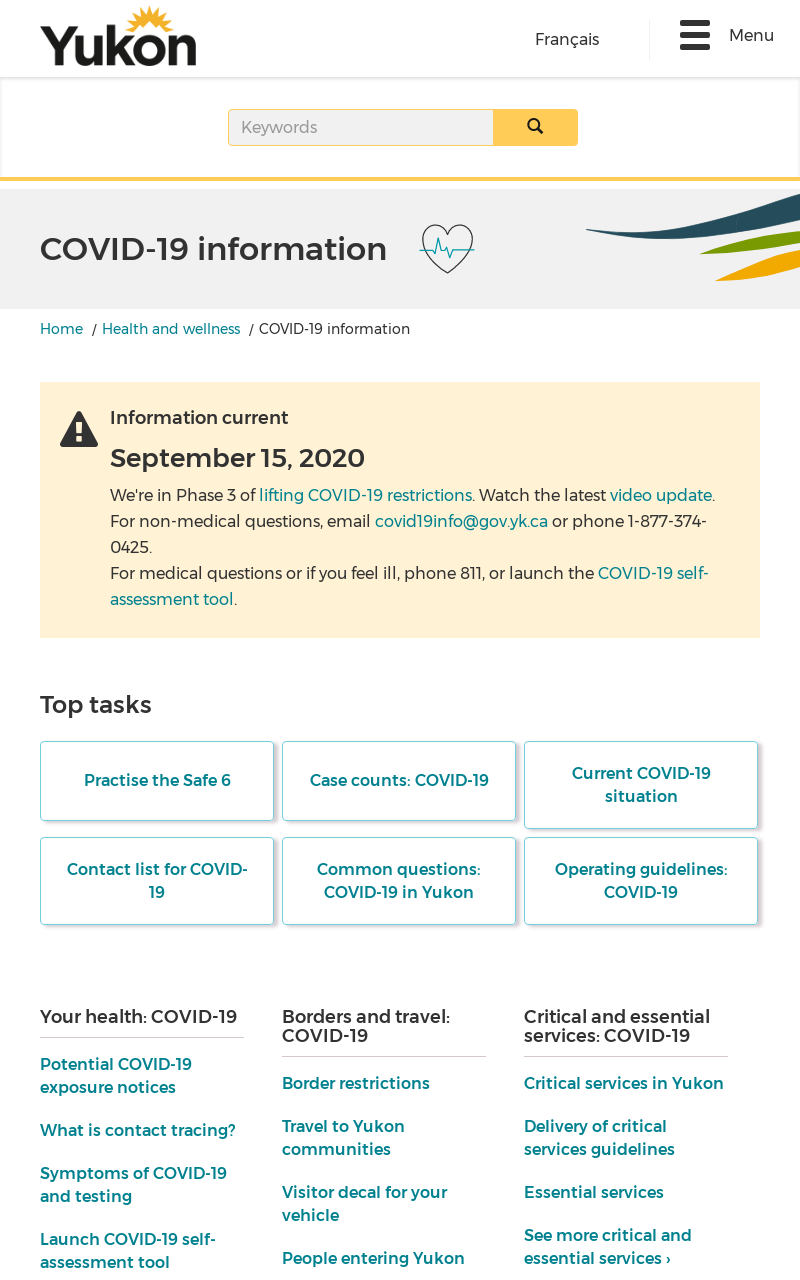 Yukon
Français
Menu
Keywords
COVID-19 information
Home / Health and wellness / COVID-19 information
Information current
September 15, 2020
We're in Phase 3 of lifting COVID-19 restrictions. Watch the latest video update.
For non-medical questions, email covid19info@gov.yk.ca or phone 1-877-374-
0425.
For medical questions or if you feel ill, phone 811, or launch the COVID-19 self-
assessment tool.
Top tasks
Practise the Safe 6
Case counts: COVID-19
Current COVID-19
situation
Contact list for COVID-
19
Common questions:
COVID-19 in Yukon
Operating guidelines:
COVID-19
Your health: COVID-19
Potential COVID-19
exposure notices
What is contact tracing?
Symptoms of COVID-19
and testing
Launch COVID-19 self-
assessment tool
Borders and travel:
COVID-19
Border restrictions
Travel to Yukon
communities
Visitor decal for your
vehicle
People entering Yukon
Critical and essential
services: COVID-19
Critical services in Yukon
Delivery of critical
services guidelines
Essential services
See more critical and
essential services ›